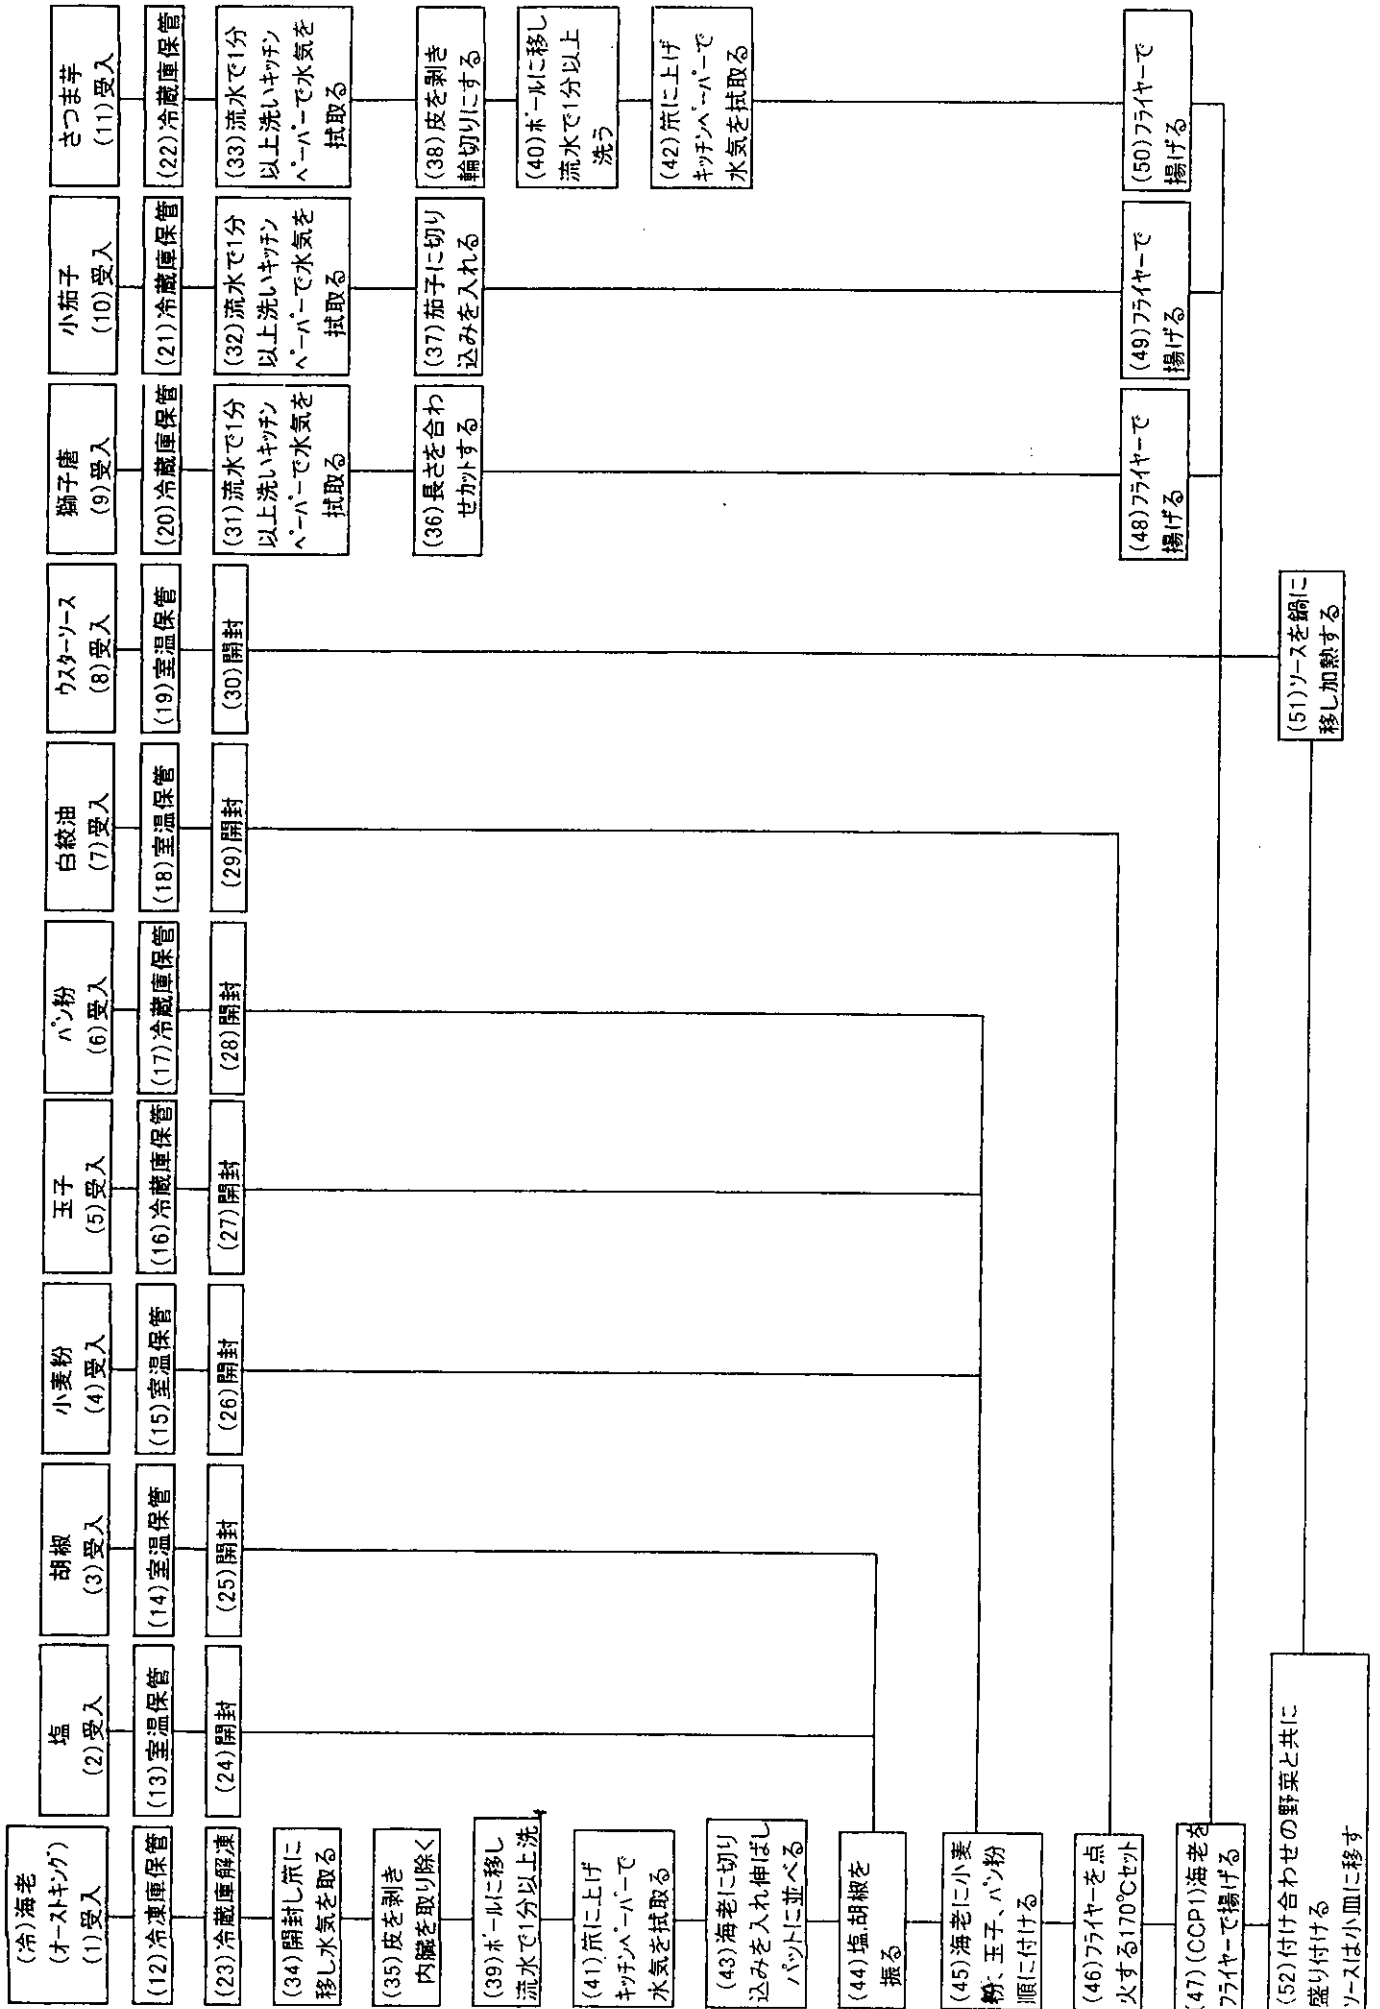 (冷)海老
(オーストキング)
(1)受入
塩
(2)受入
胡椒
(3)受入
小麦粉
(4)受入
玉子
(5)受入
パン粉
(6)受入
白絞油
(7)受入
ウスターソース
(8)受入
獅子唐
(9)受入
小茄子
(10)受入
さつま芋
(11)受入
(12)冷凍庫保管
(13)室温保管
(14)室温保管
(15)室温保管
(16)冷蔵庫保管
(17)冷蔵庫保管
(18)室温保管
(19)室温保管
(20)冷蔵庫保管
(21)冷蔵庫保管
(22)冷蔵庫保管
(23)冷蔵庫解凍
(24)開封
(25)開封
(26)開封
(27)開封
(28)開封
(29)開封
(30)開封
(31)流水で1分
以上洗いキッチン
ペーパーで水気を
拭取る
(32)流水で1分
以上洗いキッチン
ペーパーで水気を
拭取る
(33)流水で1分
以上洗いキッチン
ペーパーで水気を
拭取る
(34)開封し笊に
移し水気を取る
(35)皮を剥き
内臓を取り除く
(36)長さを合わ
せカットする
(37)茄子に切り
込みを入れる
(38)皮を剥き
輪切りにする
(39)ボールに移し
流水で1分以上洗
(40)ボールに移し
流水で1分以上
洗う
(41)笊に上げ
キッチンペーパーで
水気を拭取る
(42)笊に上げ
キッチンペーパーで
水気を拭取る
(43)海老に切り
込みを入れ伸ばし
バットに並べる
(44)塩胡椒を
振る
(45)海老に小麦
粉、玉子、パン粉
順に付ける
(46)フライヤーを点
火する170℃セット
(47)(CCP1)海老を
フライヤーで揚げる
(48)フライヤーで
揚げる
(49)フライヤーで
揚げる
(50)フライヤーで
揚げる
(51)ソースを鍋に
移し加熱する
(52)付け合わせの野菜と共に
盛り付ける
ソースは小皿に移す